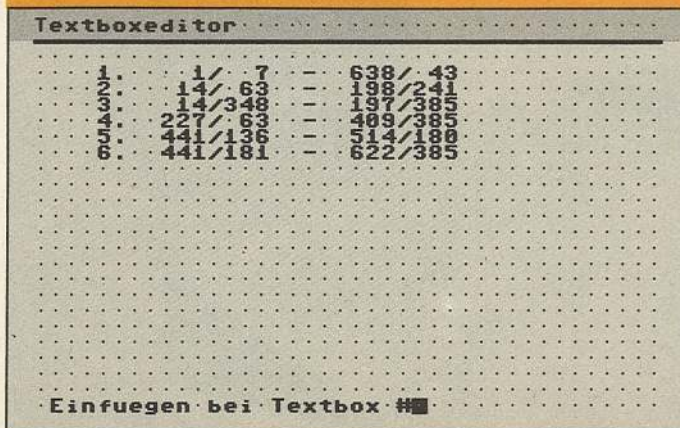 Textboxeditor
1. 1/ 7 - 638/ 43
2. 14/ 63 - 198/241
3. 14/348 - 197/385
4. 227/ 63 - 409/385
5. 441/136 - 514/180
6. 441/181 - 622/385
Einfuegen bei Textbox #